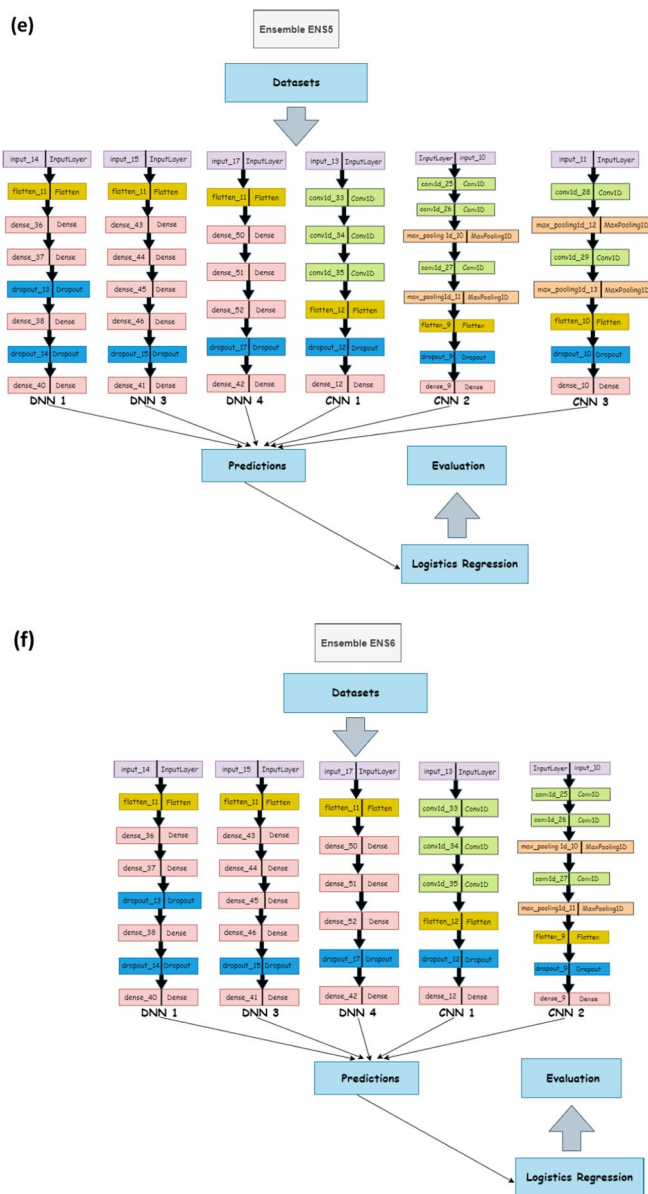 (e)
Ensemble ENS5
Datasets
input_14 InputLayer
flatten_11 Flatten
dense_36 Dense
dense_37 Dense
dropout_13 Dropout
dense_38 Dense
dropout_14 Dropout
dense_40 Dense
DNN 1
input_15 InputLayer
flatten_11 Flatten
dense_43 Dense
dense_44 Dense
dense_45 Dense
dense_46 Dense
dropout_15 Dropout
dense_41 Dense
DNN 3
input_17 InputLayer
flatten_11 Flatten
dense_50 Dense
dense_51 Dense
dense_52 Dense
dropout_17 Dropout
dense_42 Dense
DNN 4
input_13 InputLayer
conv1d_33 Conv1D
conv1d_34 Conv1D
conv1d_35 Conv1D
flatten_12 Flatten
dropout_12 Dropout
dense_12 Dense
CNN 1
InputLayer input_10
conv1d_25 Conv1D
conv1d_26 Conv1D
max_pooling 1d_10 MaxPooling1D
conv1d_27 Conv1D
max_pooling1d_11 MaxPooling1D
flatten_9 Flatten
dropout_9 Dropout
dense_9 Dense
CNN 2
input_11 InputLayer
conv1d_28 Conv1D
max_pooling1d_12 MaxPooling1D
conv1d_29 Conv1D
max_pooling1d_13 MaxPooling1D
flatten_10 Flatten
dropout_10 Dropout
dense_10 Dense
CNN 3
Predictions
Evaluation
Logistics Regression
(f)
Ensemble ENS6
Datasets
input_14 InputLayer
flatten_11 Flatten
dense_36 Dense
dense_37 Dense
dropout_13 Dropout
dense_38 Dense
dropout_14 Dropout
dense_40 Dense
DNN 1
input_15 InputLayer
flatten_11 Flatten
dense_43 Dense
dense_44 Dense
dense_45 Dense
dense_46 Dense
dropout_15 Dropout
dense_41 Dense
DNN 3
input_17 InputLayer
flatten_11 Flatten
dense_50 Dense
dense_51 Dense
dense_52 Dense
dropout_17 Dropout
dense_42 Dense
DNN 4
input_13 InputLayer
conv1d_33 Conv1D
conv1d_34 Conv1D
conv1d_35 Conv1D
flatten_12 Flatten
dropout_12 Dropout
dense_12 Dense
CNN 1
InputLayer input_10
conv1d_25 Conv1D
conv1d_26 Conv1D
max_pooling 1d_10 MaxPooling1D
conv1d_27 Conv1D
max_pooling1d_11 MaxPooling1D
flatten_9 Flatten
dropout_9 Dropout
dense_9 Dense
CNN 2
Predictions
Evaluation
Logistics Regression